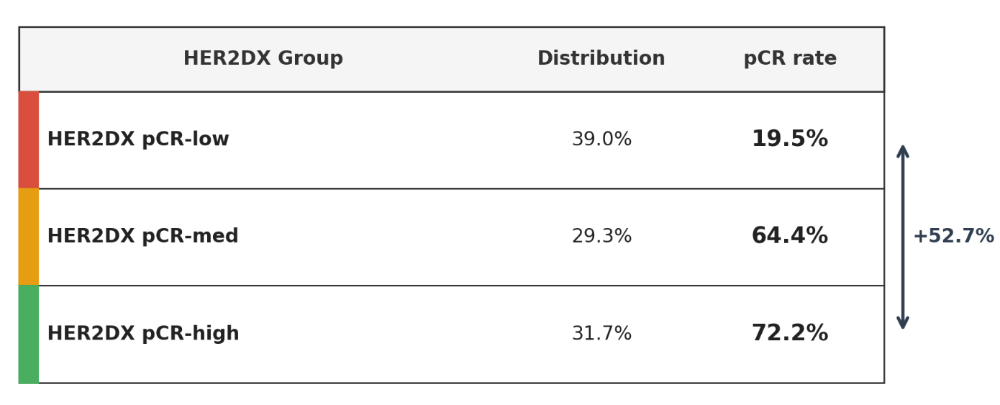 HER2DX Group Distribution pCR rate
HER2DX pCR-low 39.0% 19.5%
HER2DX pCR-med 29.3% 64.4% +52.7%
HER2DX pCR-high 31.7% 72.2%